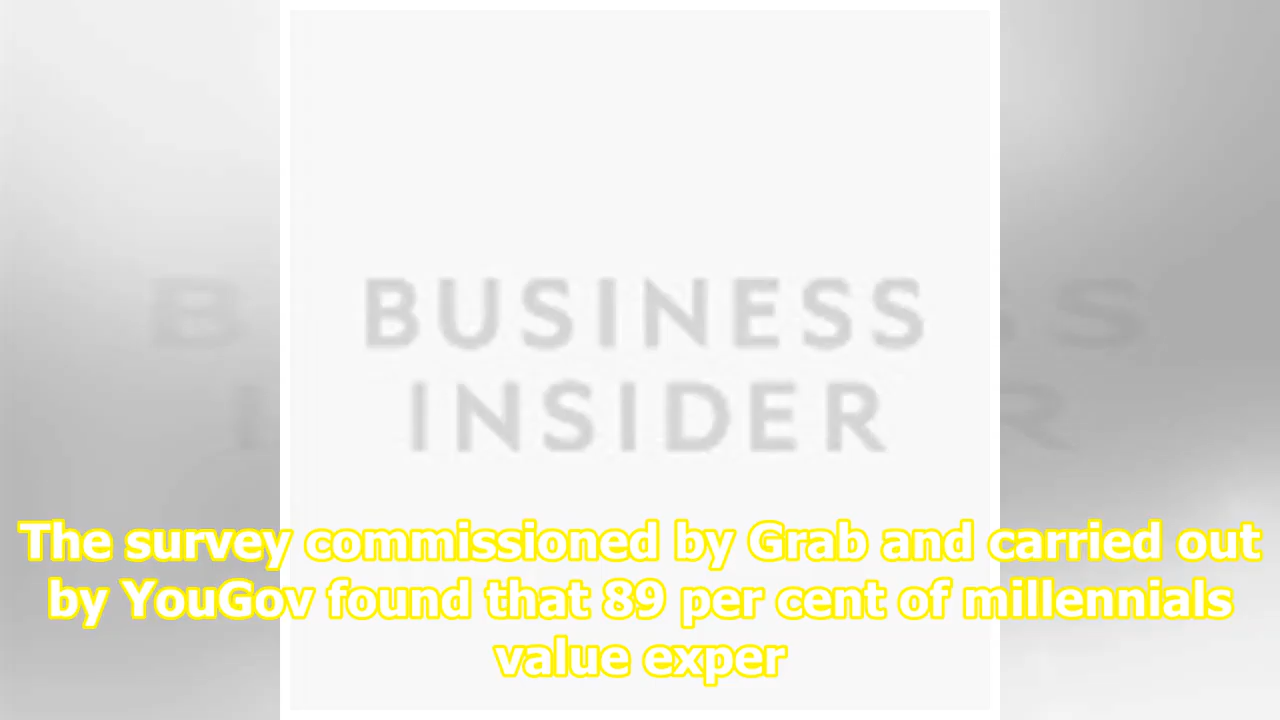 BUSINESS
INSIDER
The survey commissioned by Grab and carried out
by YouGov found that 89 per cent of millennials
value exper